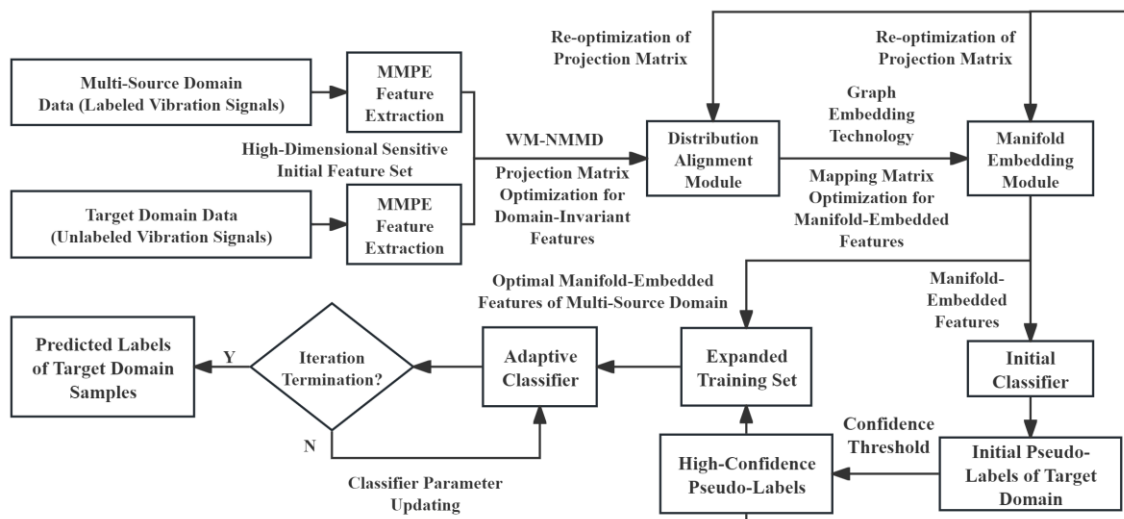 Re-optimization of
Projection Matrix
Re-optimization of
Projection Matrix
Multi-Source Domain
Data (Labeled Vibration Signals)
MMPE
Feature
Extraction
High-Dimensional Sensitive
Initial Feature Set
Target Domain Data
(Unlabeled Vibration Signals)
MMPE
Feature
Extraction
WM-NMMD
Projection Matrix
Optimization for
Domain-Invariant
Features
Distribution
Alignment
Module
Graph
Embedding
Technology
Mapping Matrix
Optimization for
Manifold-Embedded
Features
Manifold
Embedding
Module
Optimal Manifold-Embedded
Features of Multi-Source Domain
Manifold-
Embedded
Features
Predicted Labels
of Target Domain
Samples
Y
Iteration
Termination?
N
Classifier Parameter
Updating
Adaptive
Classifier
Expanded
Training Set
Initial
Classifier
Confidence
Threshold
High-Confidence
Pseudo-Labels
Initial Pseudo-
Labels of Target
Domain